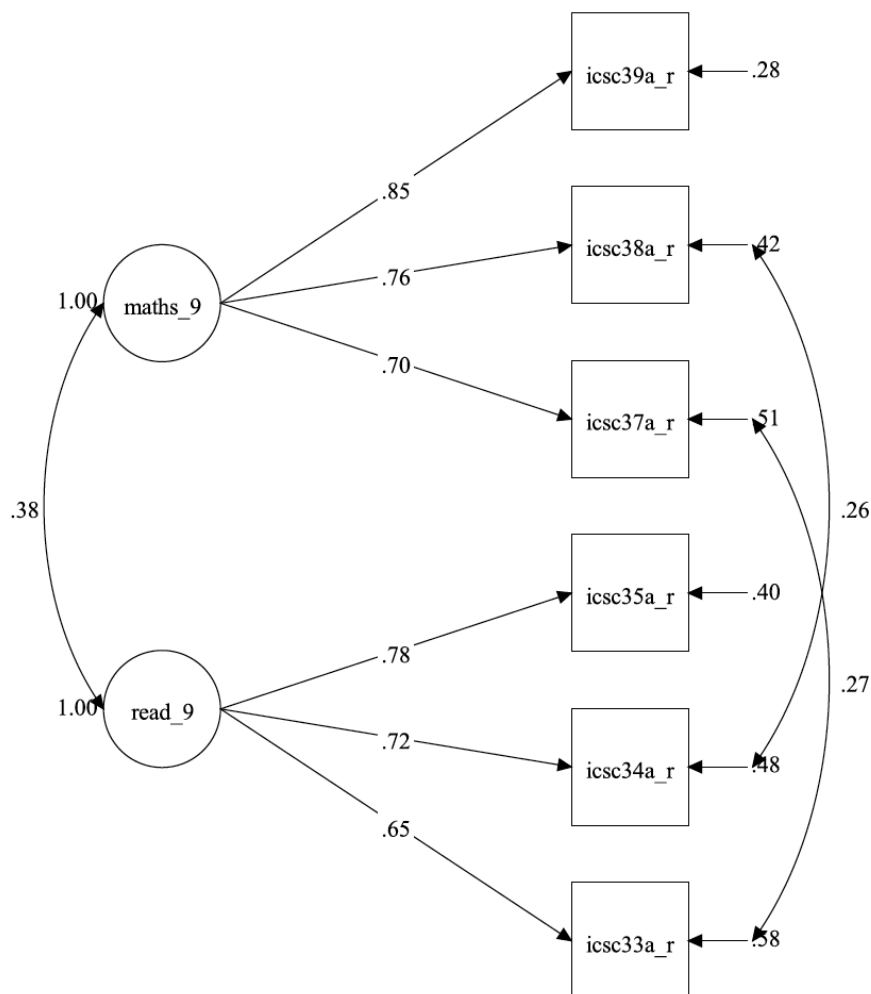 icsc39a_r
.28
.85
icsc38a_r
.42
.76
1.00
maths_9
.70
icsc37a_r
.51
.38
.26
icsc35a_r
.40
.78
.27
1.00
read_9
.72
icsc34a_r
.48
.65
icsc33a_r
.58